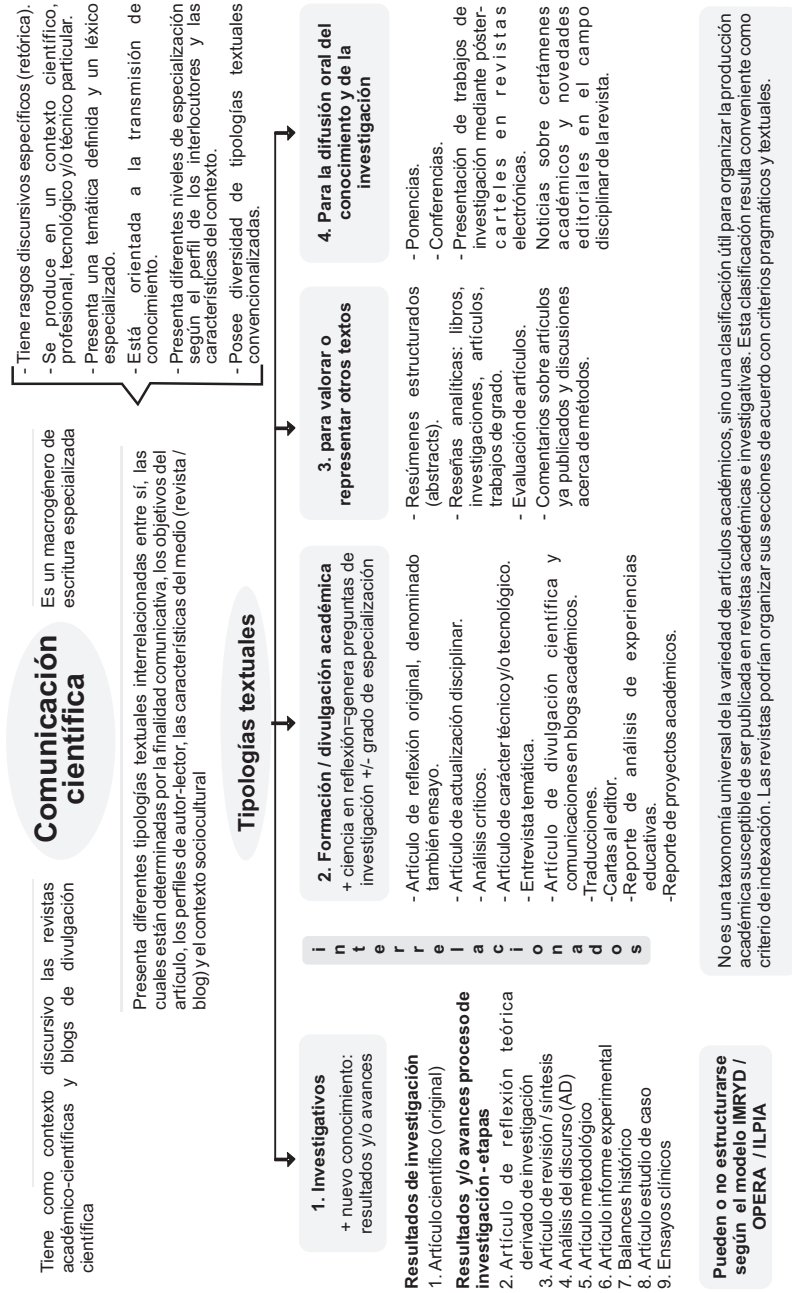 Tiene como contexto discursivo las revistas
académico-científicas y blogs de divulgación
científica
Comunicación
científica
Es un macrogénero de
escritura especializada
- Tiene rasgos discursivos específicos (retórica).
- Se produce en un contexto científico,
profesional, tecnológico y/o técnico particular.
- Presenta una temática definida y un léxico
especializado.
- Está orientada a la transmisión de
conocimiento.
- Presenta diferentes niveles de especialización
según el perfil de los interlocutores y las
características del contexto.
- Posee diversidad de tipologías textuales
convencionalizadas.
Presenta diferentes tipologías textuales interrelacionadas entre sí, las
cuales están determinadas por la finalidad comunicativa, los objetivos del
artículo, los perfiles de autor-lector, las características del medio (revista /
blog) y el contexto sociocultural
Tipologías textuales
1. Investigativos
+ nuevo conocimiento:
resultados y/o avances
Resultados de investigación
1. Artículo científico (original)
Resultados y/o avances proceso de
investigación - etapas
2. Artículo de reflexión teórica
derivado de investigación
3. Artículo de revisión / síntesis
4. Análisis del discurso (AD)
5. Artículo metodológico
6. Artículo informe experimental
7. Balances histórico
8. Artículo estudio de caso
9. Ensayos clínicos
interrelacionados
2. Formación / divulgación académica
+ ciencia en reflexión=genera preguntas de
investigación +/- grado de especialización
- Artículo de reflexión original, denominado
también ensayo.
- Artículo de actualización disciplinar.
- Análisis críticos.
- Artículo de carácter técnico y/o tecnológico.
- Entrevista temática.
- Artículo de divulgación científica y
comunicaciones en blogs académicos.
-Traducciones.
-Cartas al editor.
-Reporte de análisis de experiencias
educativas.
-Reporte de proyectos académicos.
3. para valorar o
representar otros textos
- Resúmenes estructurados
(abstracts).
- Reseñas analíticas: libros,
investigaciones, artículos,
trabajos de grado.
- Evaluación de artículos.
- Comentarios sobre artículos
ya publicados y discusiones
acerca de métodos.
4. Para la difusión oral del
conocimiento y de la
investigación
- Ponencias.
- Conferencias.
- Presentación de trabajos de
investigación mediante póster-
carteles en revistas
electrónicas.
Noticias sobre certámenes
académicos y novedades
editoriales en el campo
disciplinar de la revista.
Pueden o no estructurarse
según el modelo IMRYD /
OPERA / ILPIA
No es una taxonomía universal de la variedad de artículos académicos, sino una clasificación útil para organizar la producción
académica susceptible de ser publicada en revistas académicas e investigativas. Esta clasificación resulta conveniente como
criterio de indexación. Las revistas podrían organizar sus secciones de acuerdo con criterios pragmáticos y textuales.